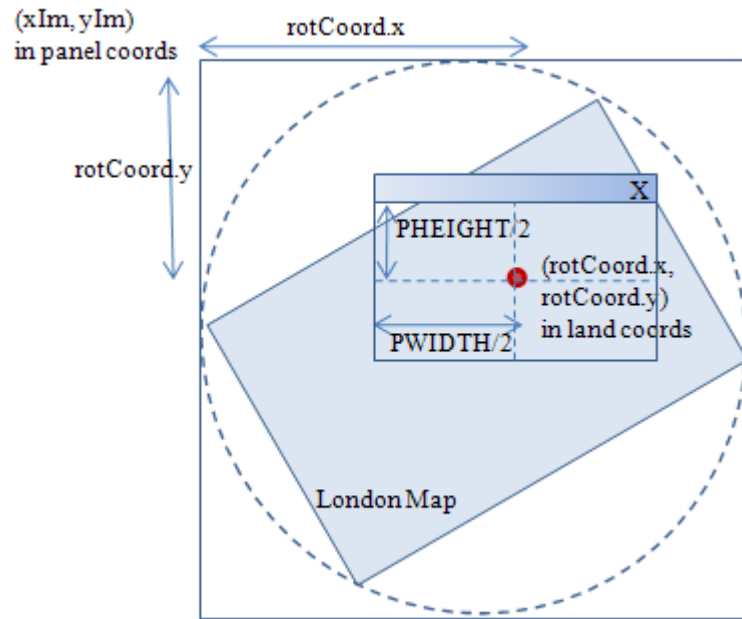 (xIm, yIm)
in panel coords
rotCoord.x
rotCoord.y
X
PHEIGHT/2
(rotCoord.x,
rotCoord.y)
in land coords
PWIDTH/2
London Map